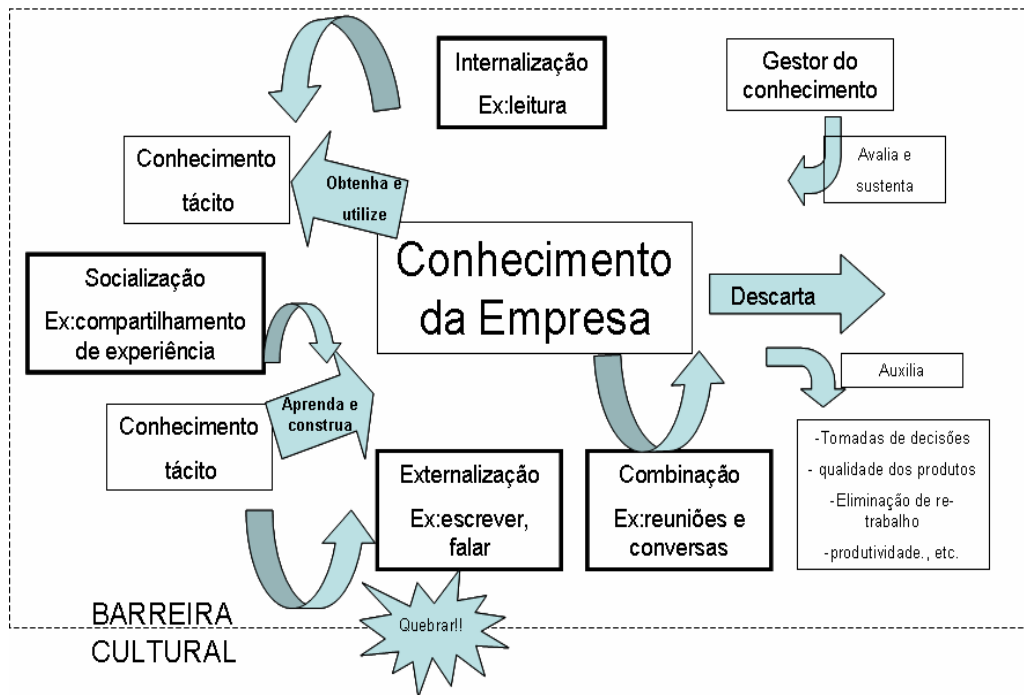 Internalização
Ex:leitura
Gestor do
conhecimento
Avalia e
sustenta
Conhecimento
tácito
Obtenha e
utilize
Conhecimento
da Empresa
Descarta
Socialização
Ex:compartilhamento
de experiência
Aprenda e
construa
Conhecimento
tácito
Auxilia
-Tomadas de decisões
- qualidade dos produtos
-Eliminação de re-
trabalho
-produtividade., etc.
Externalização
Ex:escrever,
falar
Combinação
Ex:reuniões e
conversas
Quebrar!!
BARREIRA
CULTURAL